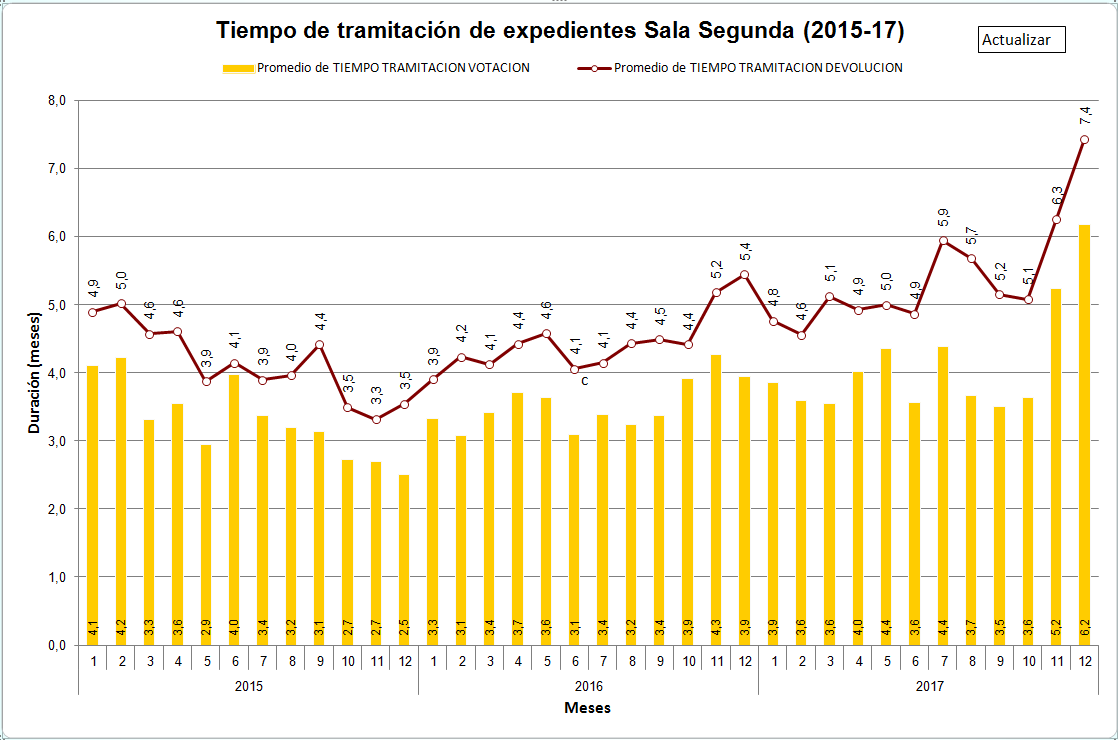 Tiempo de tramitación de expedientes Sala Segunda (2015-17)
Actualizar
Promedio de TIEMPO TRAMITACION VOTACION Promedio de TIEMPO TRAMITACION DEVOLUCION
8,0
7,0
6,0
5,0
4,0
3,0
2,0
1,0
0,0
Duración (meses)
4,9 5,0 4,6 4,6 3,9 4,1 3,9 4,0 4,4 3,5 3,3 3,5 3,9 4,2 4,1 4,4 4,6 4,1 4,1 4,4 4,5 4,4 5,2 5,4 4,8 4,6 5,1 4,9 5,0 4,9 5,9 5,7 5,2 5,1 6,3 7,4
c
4,1 4,2 3,3 3,6 2,9 4,0 3,4 3,2 3,1 2,7 2,7 2,5 3,3 3,1 3,4 3,7 3,6 3,1 3,4 3,2 3,4 3,9 4,3 3,9 3,9 3,6 3,6 4,0 4,4 3,6 4,4 3,7 3,5 3,6 5,2 6,2
1 2 3 4 5 6 7 8 9 10 11 12 1 2 3 4 5 6 7 8 9 10 11 12 1 2 3 4 5 6 7 8 9 10 11 12
2015 2016 2017
Meses